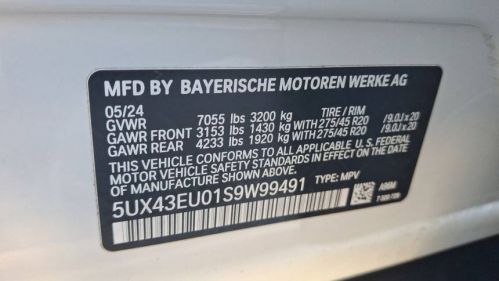 MFD BY BAYERISCHE MOTOREN WERKE AG
05/24
GVWR 7055 lbs 3200 kg TIRE / RIM
GAWR FRONT 3153 lbs 1430 kg WITH 275/45 R20 /9.0J x 20
GAWR REAR 4233 lbs 1920 kg WITH 275/45 R20 /9.0J x 20
THIS VEHICLE CONFORMS TO ALL APPLICABLE U.S. FEDERAL
MOTOR VEHICLE SAFETY STANDARDS IN EFFECT ON THE DATE OF
MANUFACTURE SHOWN ABOVE.
5UX43EU01S9W99491 TYPE: MPV
A96M